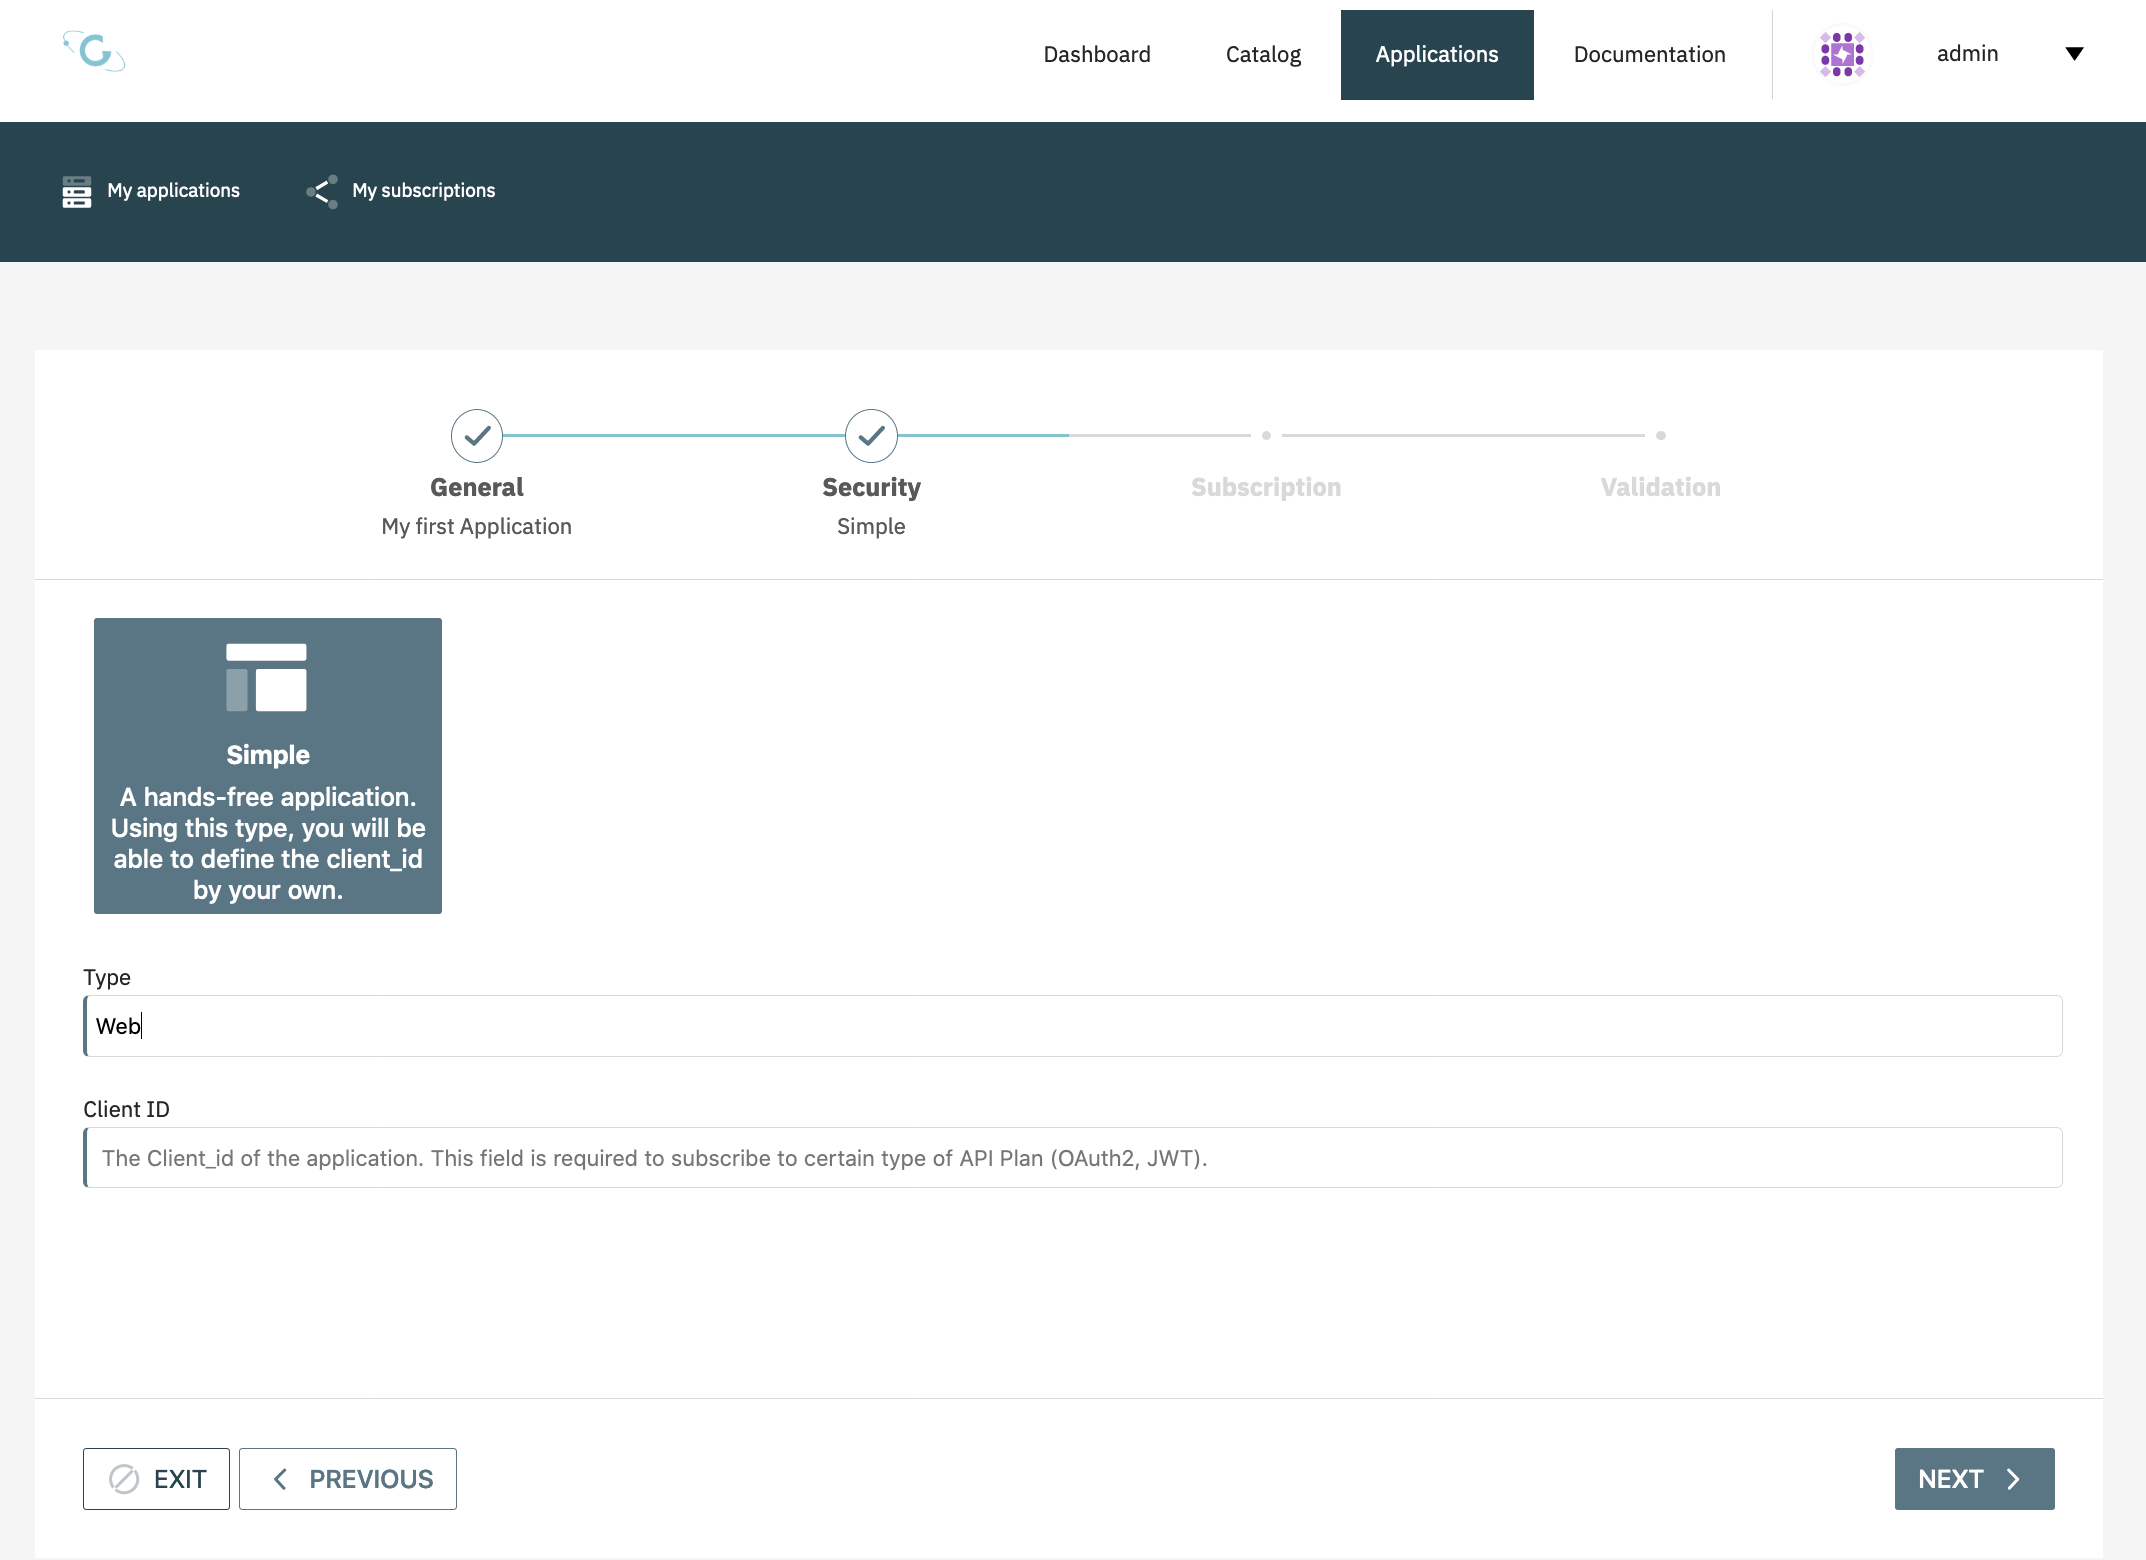 Dashboard
Catalog
Applications
Documentation
admin
My applications
My subscriptions
General
My first Application
Security
Simple
Subscription
Validation
Simple
A hands-free application.
Using this type, you will be
able to define the client_id
by your own.
Type
Web
Client ID
The Client_id of the application. This field is required to subscribe to certain type of API Plan (OAuth2, JWT).
EXIT
PREVIOUS
NEXT